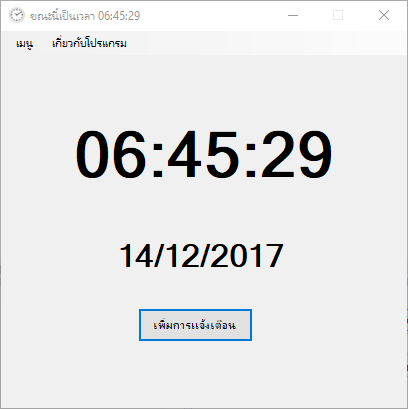 ขณะนี้เป็นเวลา 06:45:29
เมนู เกี่ยวกับโปรแกรม
06:45:29
14/12/2017
เพิ่มการแจ้งเตือน